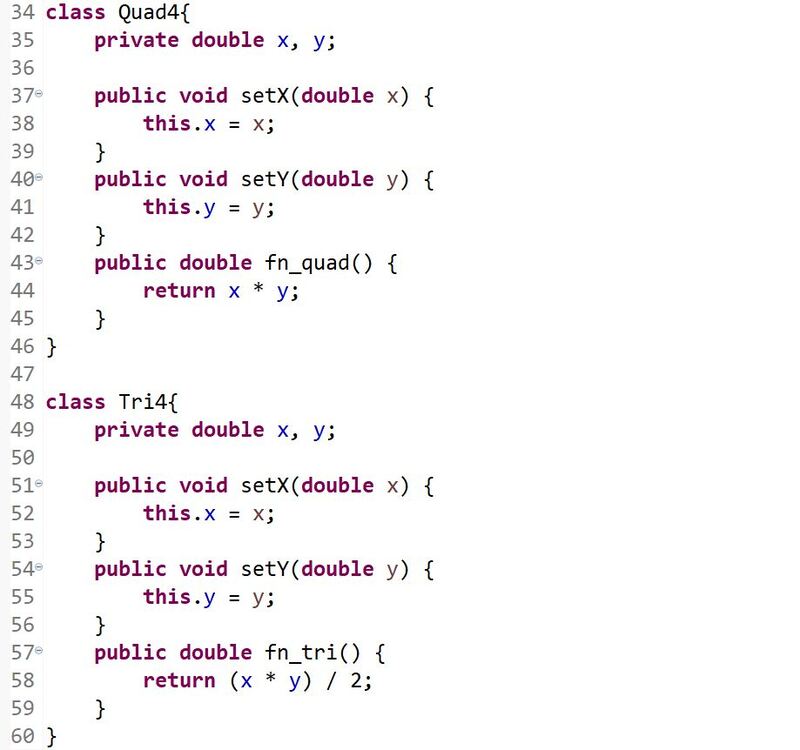 34 class Quad4{
35     private double x, y;
36
37     public void setX(double x) {
38         this.x = x;
39     }
40     public void setY(double y) {
41         this.y = y;
42     }
43     public double fn_quad() {
44         return x * y;
45     }
46 }
47
48 class Tri4{
49     private double x, y;
50
51     public void setX(double x) {
52         this.x = x;
53     }
54     public void setY(double y) {
55         this.y = y;
56     }
57     public double fn_tri() {
58         return (x * y) / 2;
59     }
60 }